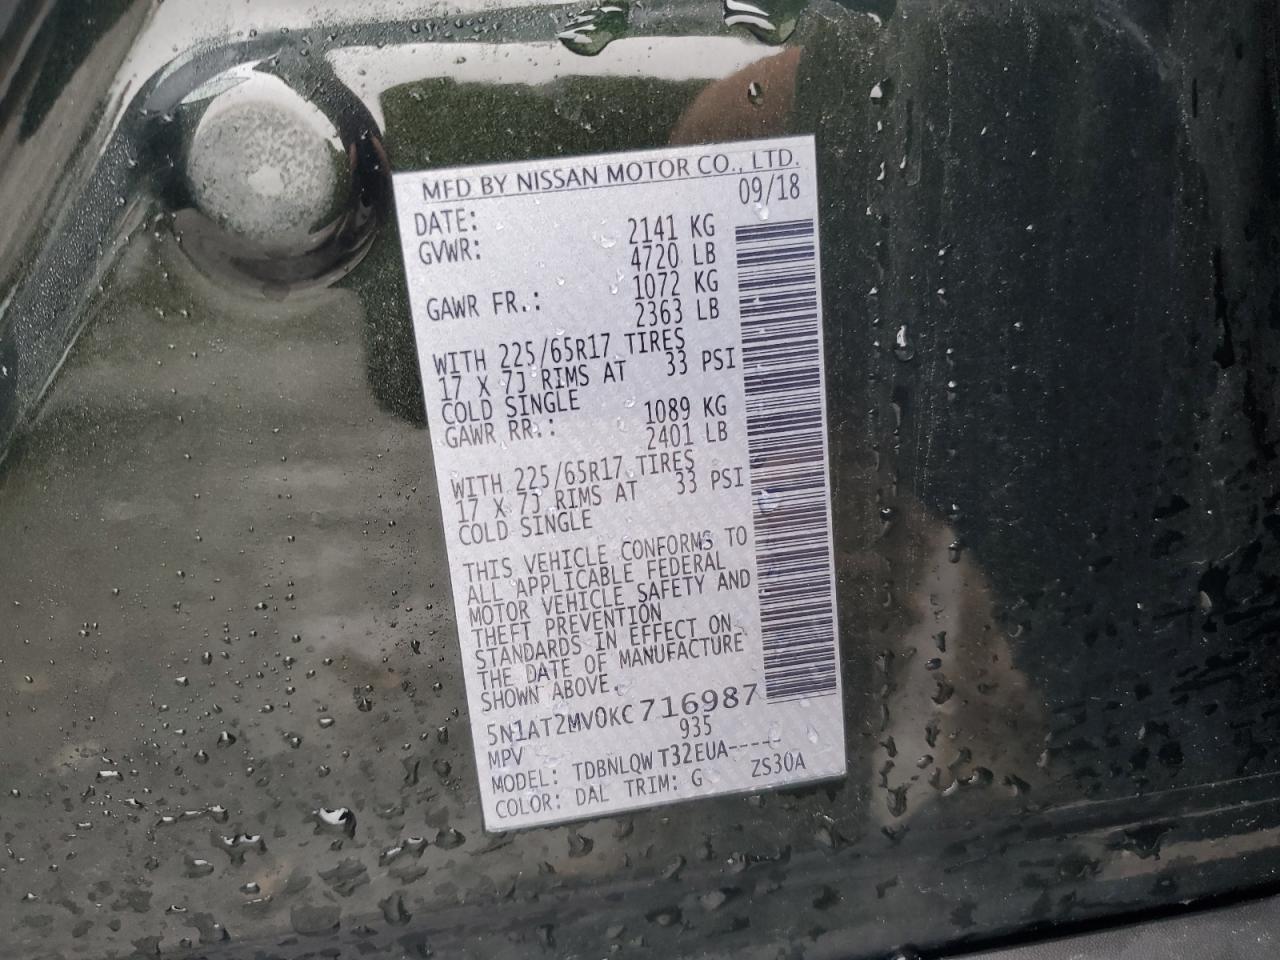 MFD BY NISSAN MOTOR CO., LTD.
DATE: 09/18
GVWR: 2141 KG
4720 LB
GAWR FR.: 1072 KG
2363 LB
WITH 225/65R17 TIRES
17 X 7J RIMS AT 33 PSI
COLD SINGLE
GAWR RR.: 1089 KG
2401 LB
WITH 225/65R17 TIRES
17 X 7J RIMS AT 33 PSI
COLD SINGLE
THIS VEHICLE CONFORMS TO
ALL APPLICABLE FEDERAL
MOTOR VEHICLE SAFETY AND
THEFT PREVENTION
STANDARDS IN EFFECT ON
THE DATE OF MANUFACTURE
SHOWN ABOVE.
5N1AT2MV0KC716987
MPV 935
MODEL: TDBNLQW T32EUA-----
COLOR: DAL TRIM: G ZS30A